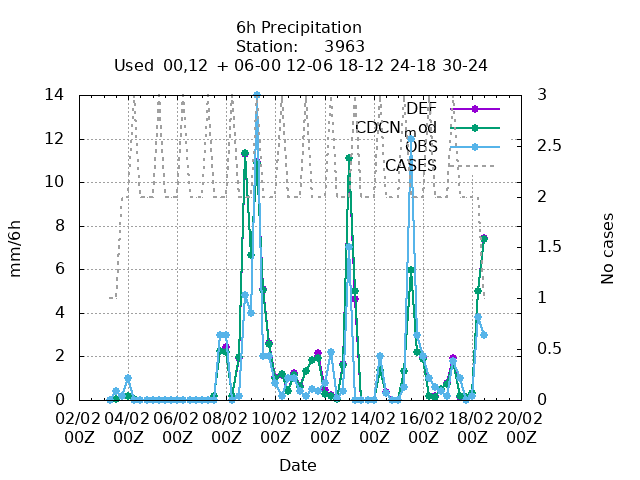 6h Precipitation
Station: 3963
Used 00,12 + 06-00 12-06 18-12 24-18 30-24
14 3
DEF
CDCN_mod
12 2.5
OBS
CASES
10 2
8
6 1.5
4 1
2 0.5
0 0
mm/6h
No cases
02/02 04/02 06/02 08/02 10/02 12/02 14/02 16/02 18/02 20/02
00Z 00Z 00Z 00Z 00Z 00Z 00Z 00Z 00Z 00Z
Date